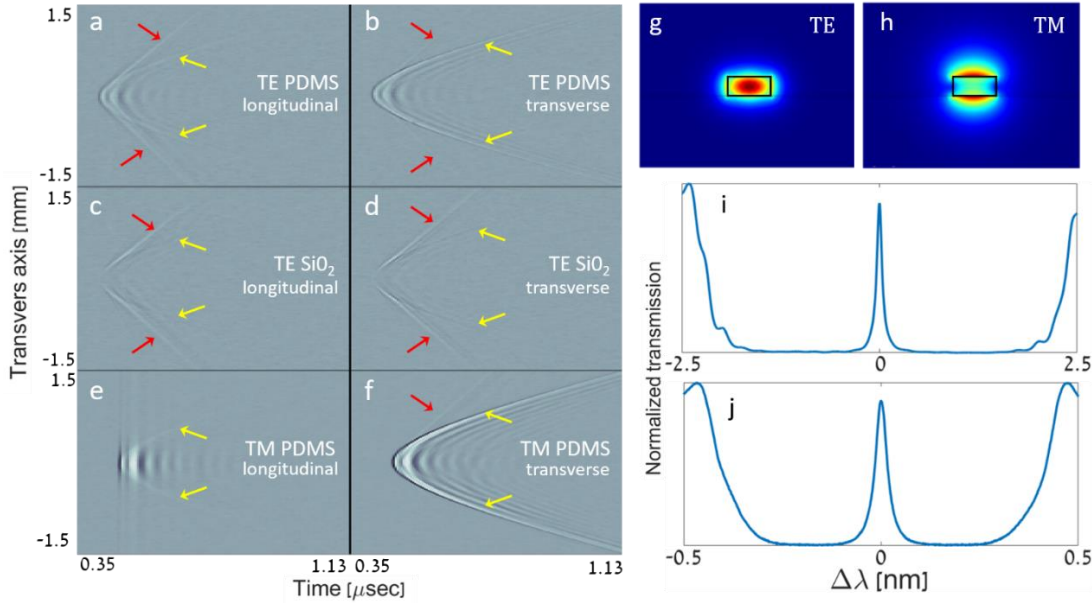 a
b
1.5
TE PDMS
longitudinal
TE PDMS
transverse
-1.5
1.5
c
d
TE SiO₂
longitudinal
TE SiO₂
transverse
-1.5
1.5
e
f
TM PDMS
longitudinal
TM PDMS
transverse
-1.5
0.35
1.13
0.35
1.13
Time [μsec]
Transvers axis [mm]
g
TE
h
TM
i
-2.5
0
2.5
j
-0.5
0
0.5
Δλ [nm]
Normalized transmission